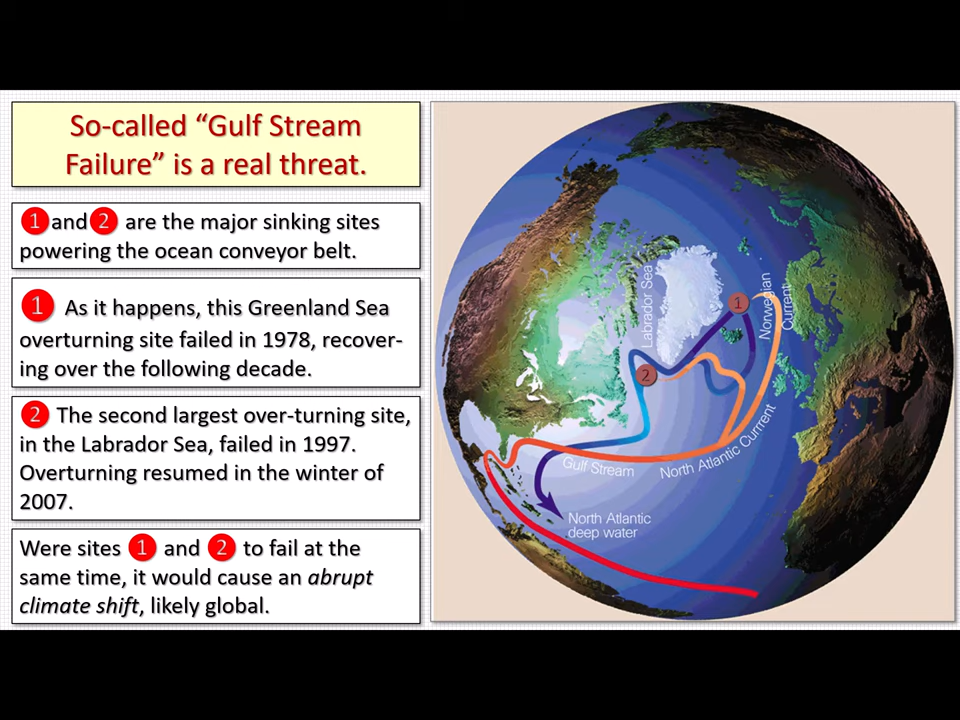 So-called “Gulf Stream
Failure” is a real threat.
1 and 2 are the major sinking sites
powering the ocean conveyor belt.
1 As it happens, this Greenland Sea
overturning site failed in 1978, recover-
ing over the following decade.
2 The second largest over-turning site,
in the Labrador Sea, failed in 1997.
Overturning resumed in the winter of
2007.
Were sites 1 and 2 to fail at the
same time, it would cause an abrupt
climate shift, likely global.
Labrador Sea
1
Norwegian
Current
2
Gulf Stream
North Atlantic Currrent
North Atlantic
deep water